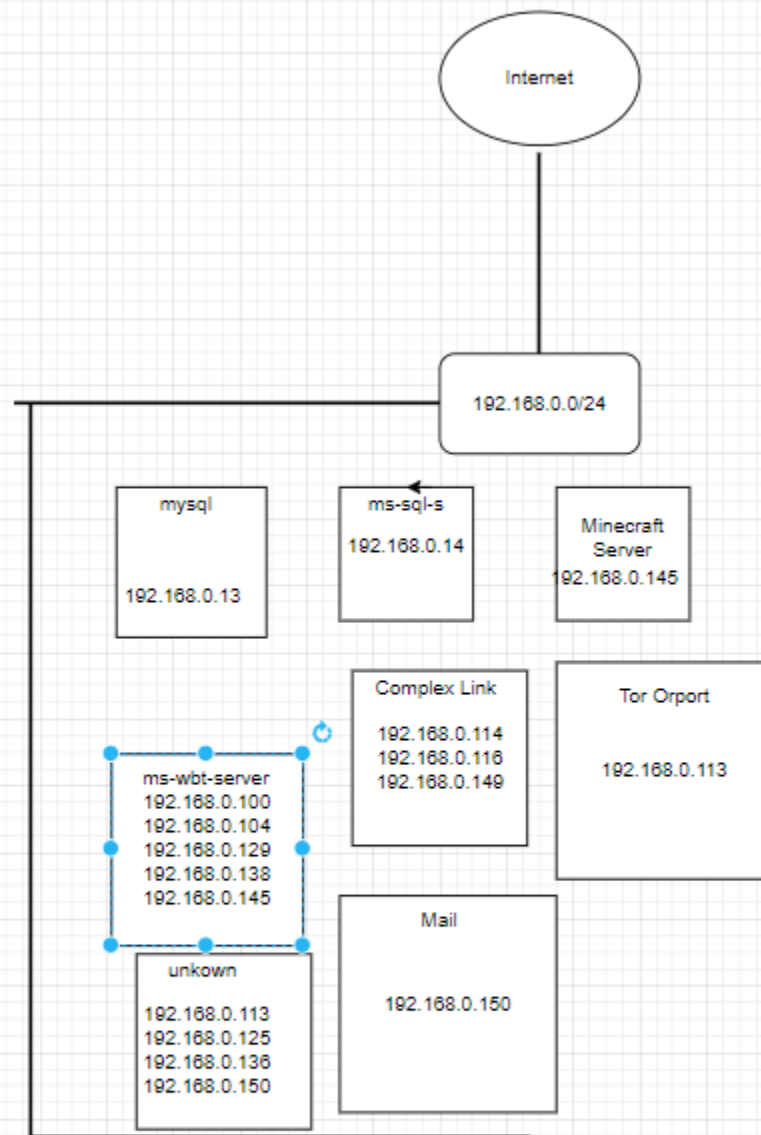 Internet
192.168.0.0/24
mysql
192.168.0.13
ms-sql-s
192.168.0.14
Minecraft
Server
192.168.0.145
Complex Link
192.168.0.114
192.168.0.116
192.168.0.149
Tor Orport
192.168.0.113
ms-wbt-server
192.168.0.100
192.168.0.104
192.168.0.129
192.168.0.138
192.168.0.145
Mail
192.168.0.150
unkown
192.168.0.113
192.168.0.125
192.168.0.136
192.168.0.150